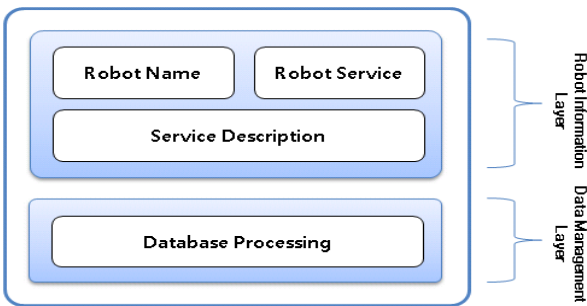 Robot Name
Robot Service
Service Description
Database Processing
Robot Information
Layer
Data Management
Layer